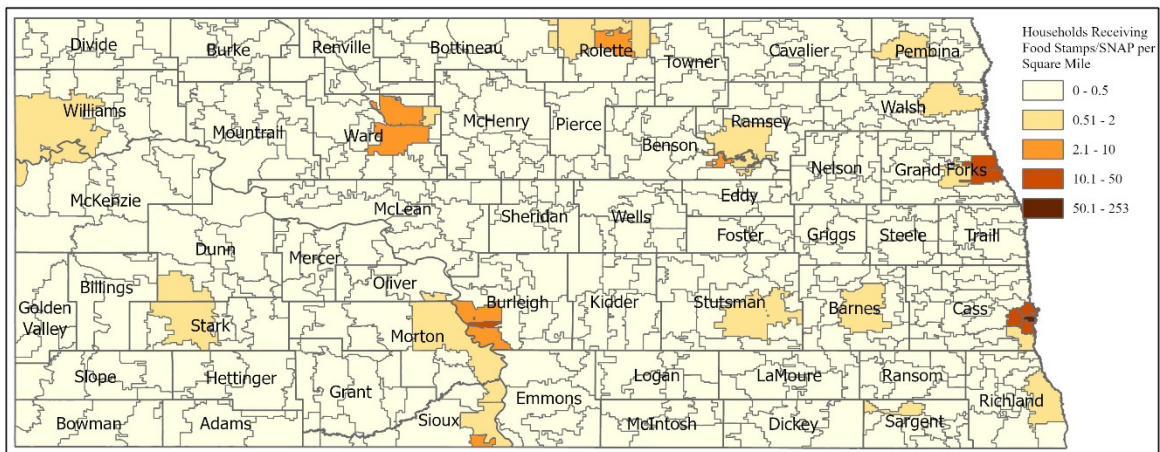 Households Receiving
Food Stamps/SNAP per
Square Mile
0 - 0.5
0.51 - 2
2.1 - 10
10.1 - 50
50.1 - 253
Divide
Burke
Renville
Bottineau
Rolette
Towner
Cavalier
Pembina
Williams
Mountrail
Ward
McHenry
Pierce
Benson
Ramsey
Walsh
Nelson
Grand Forks
McKenzie
McLean
Sheridan
Wells
Eddy
Foster
Griggs
Steele
Traill
Dunn
Mercer
Oliver
Billings
Golden
Valley
Stark
Morton
Burleigh
Kidder
Stutsman
Barnes
Cass
Slope
Hettinger
Grant
Sioux
Emmons
Logan
LaMoure
Ransom
Richland
Bowman
Adams
McIntosh
Dickey
Sargent